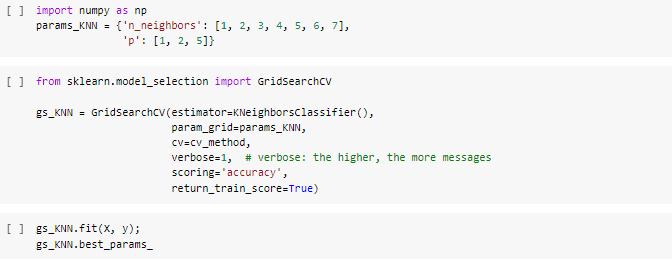 [ ] import numpy as np
params_KNN = {'n_neighbors': [1, 2, 3, 4, 5, 6, 7],
'p': [1, 2, 5]}
[ ] from sklearn.model_selection import GridSearchCV
gs_KNN = GridSearchCV(estimator=KNeighborsClassifier(),
param_grid=params_KNN,
cv=cv_method,
verbose=1, # verbose: the higher, the more messages
scoring='accuracy',
return_train_score=True)
[ ] gs_KNN.fit(X, y);
gs_KNN.best_params_